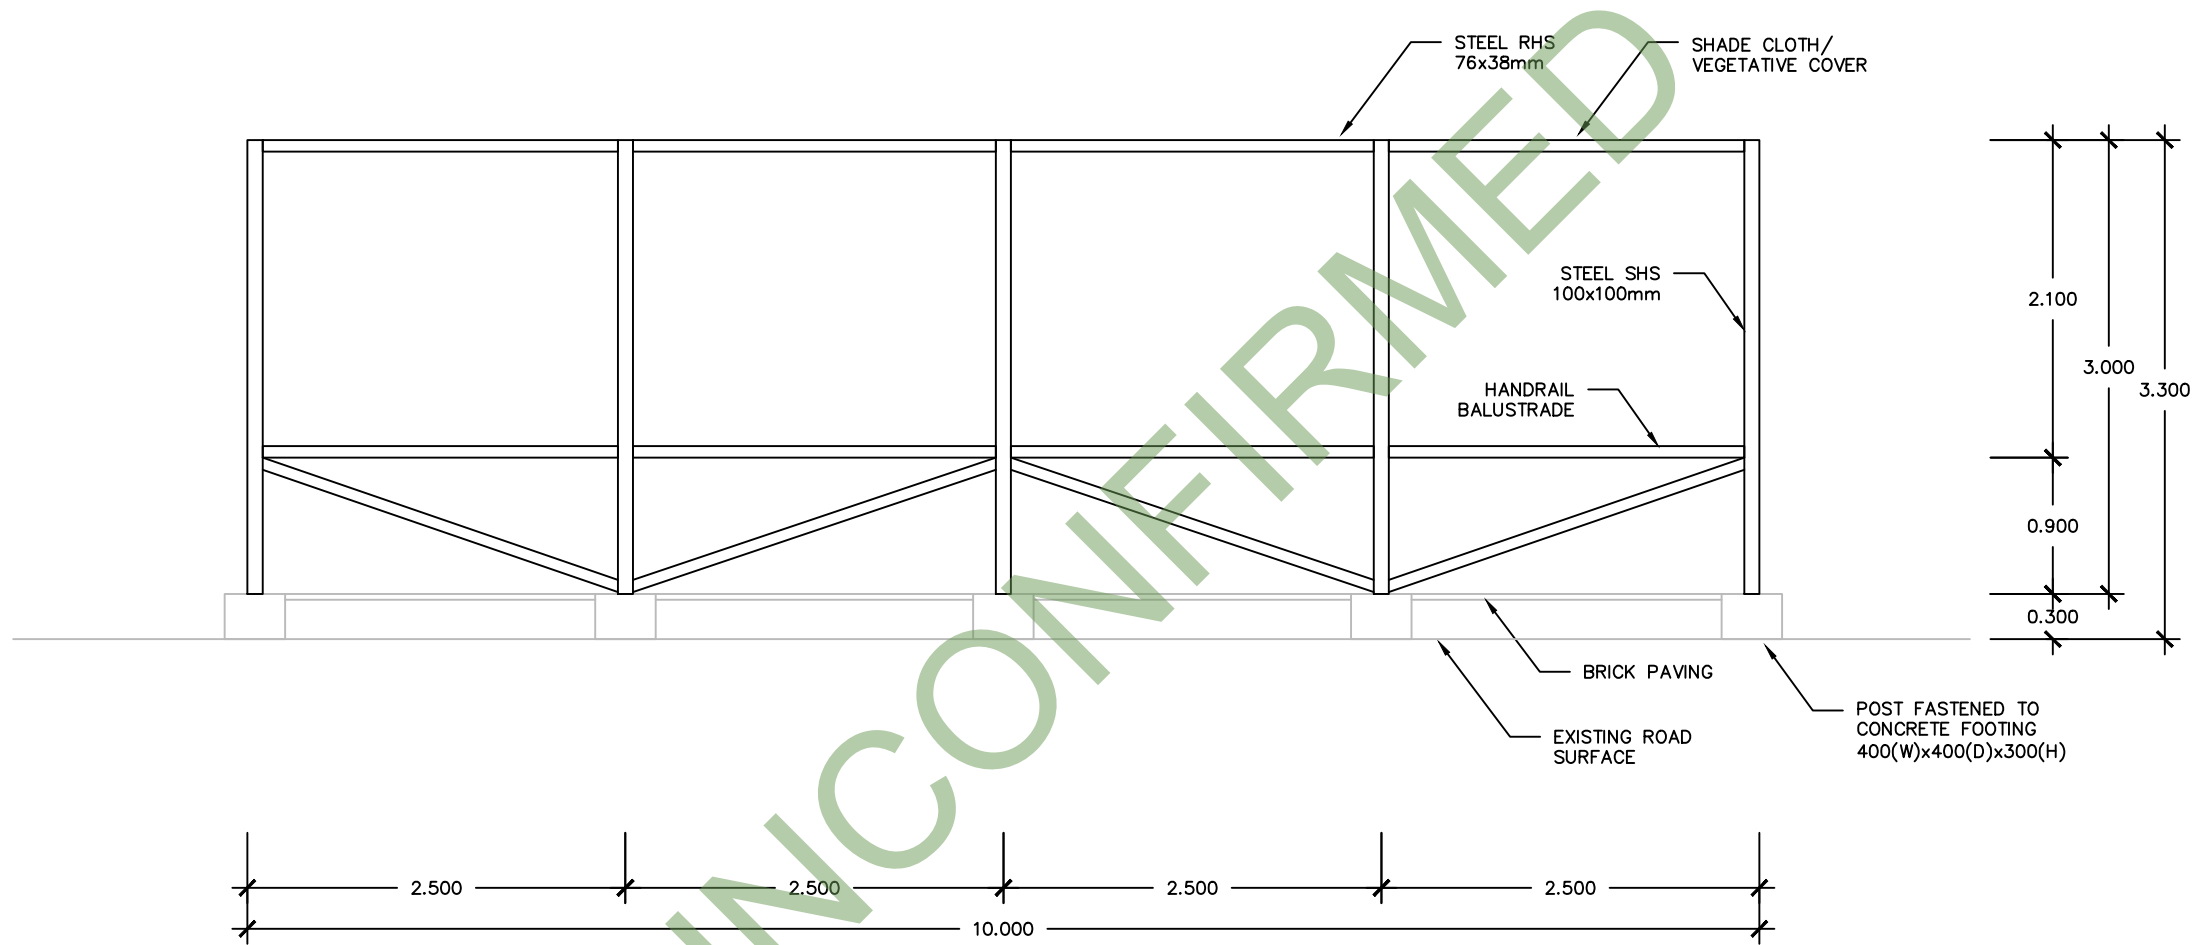 STEEL RHS
76x38mm
SHADE CLOTH/
VEGETATIVE COVER
STEEL SHS
100x100mm
2.100
3.000
3.300
HANDRAIL
BALUSTRADE
0.900
0.300
BRICK PAVING
EXISTING ROAD
SURFACE
POST FASTENED TO
CONCRETE FOOTING
400(W)x400(D)x300(H)
2.500
2.500
2.500
2.500
10.000
NCONFIRMED